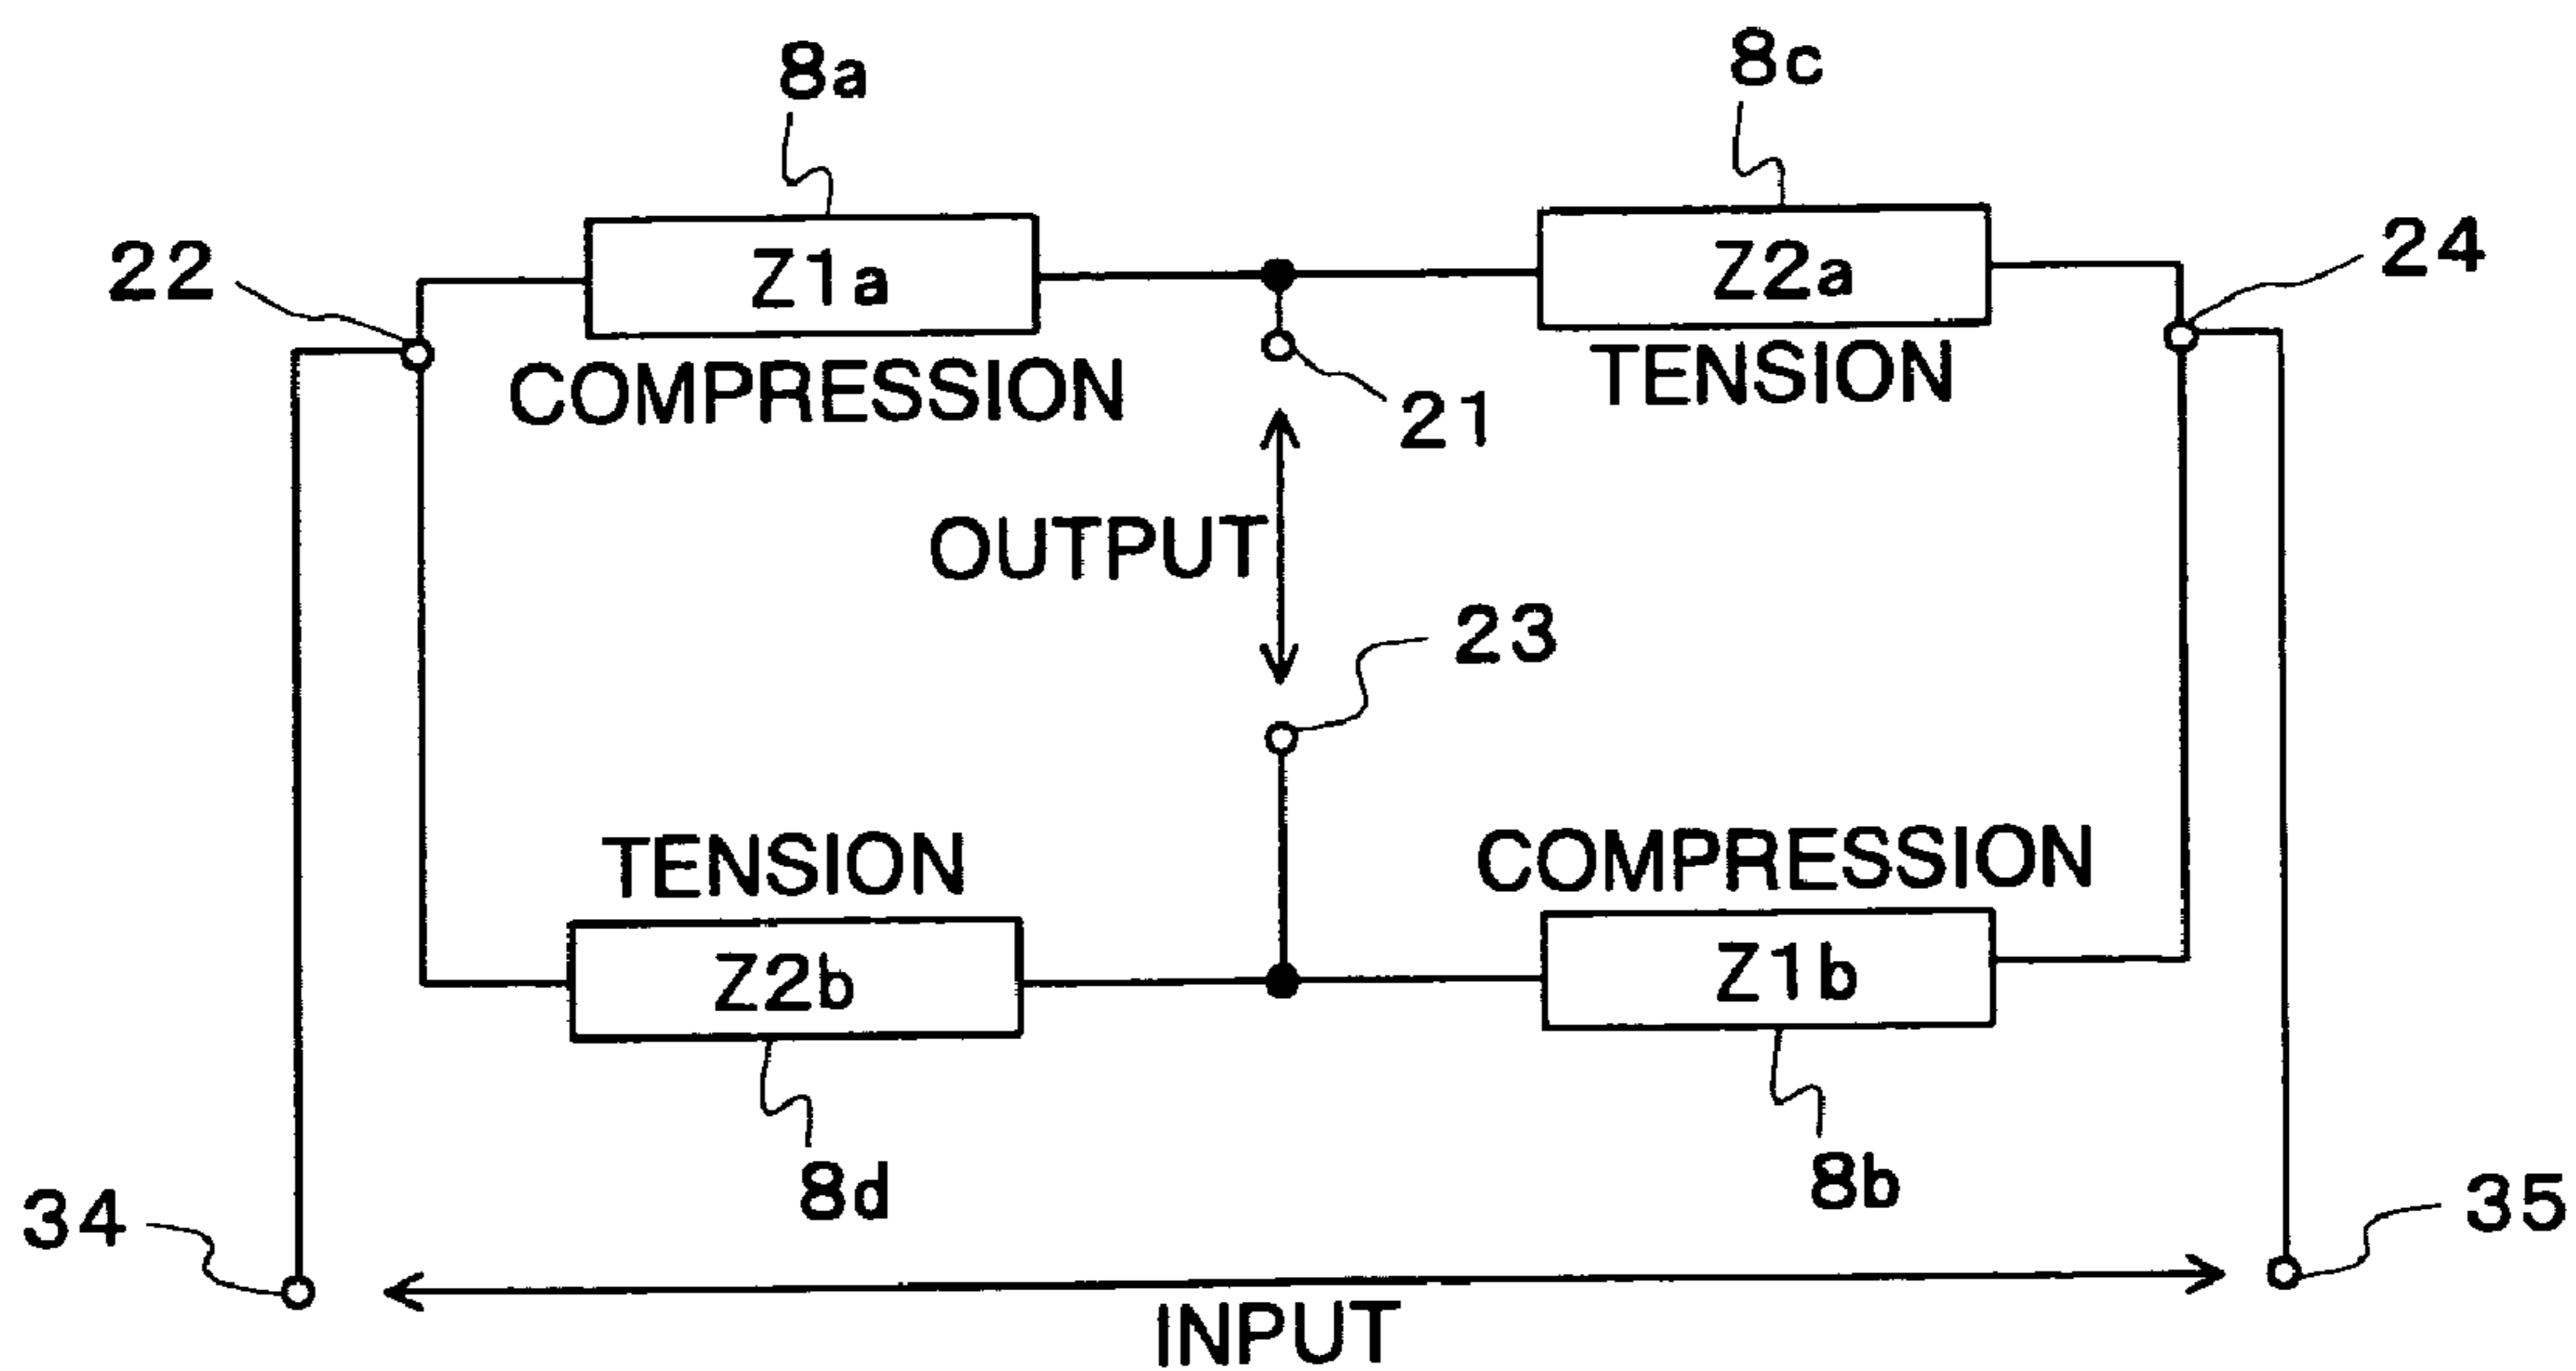 8a
8c
22
Z1a
Z2a
24
COMPRESSION
TENSION
21
OUTPUT
23
TENSION
COMPRESSION
Z2b
Z1b
8d
8b
34
35
INPUT